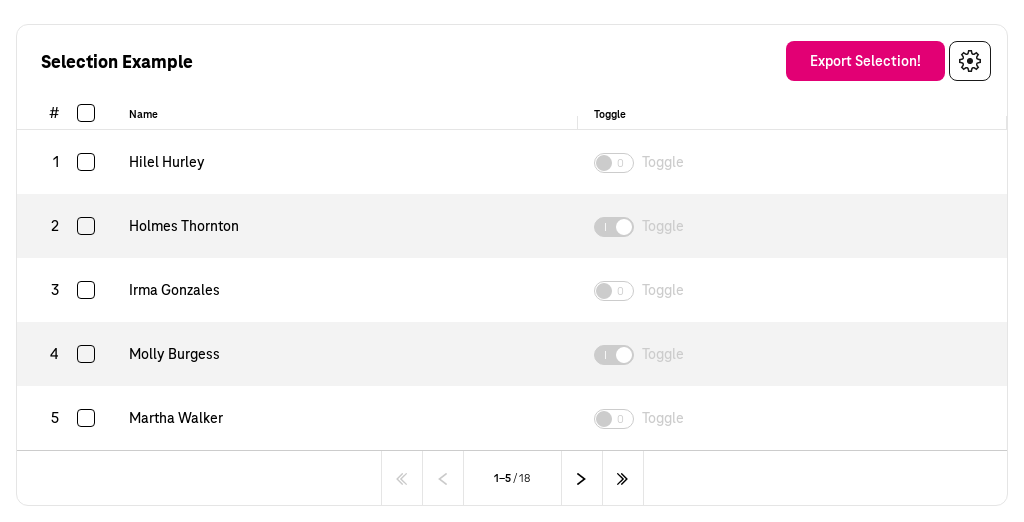 Selection Example
Export Selection!
# Name Toggle
1 Hilel Hurley 0 Toggle
2 Holmes Thornton I Toggle
3 Irma Gonzales 0 Toggle
4 Molly Burgess I Toggle
5 Martha Walker 0 Toggle
1–5 / 18